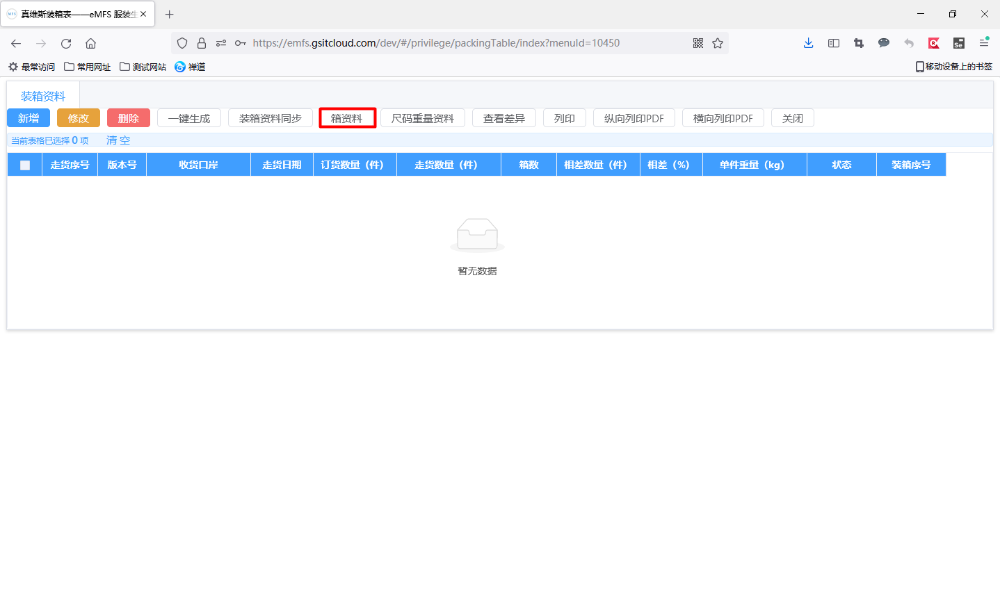 真维斯装箱表——eMFS 服装生
https://emfs.gsitcloud.com/dev/#/privilege/packingTable/index?menuId=10450
最常访问 常用网址 测试网站 禅道 移动设备上的书签
装箱资料
新增 修改 删除 一键生成 装箱资料同步 箱资料 尺码重量资料 查看差异 列印 纵向列印PDF 横向列印PDF 关闭
当前表格已选择 0 项 清 空
走货序号 版本号 收货口岸 走货日期 订货数量（件） 走货数量（件） 箱数 相差数量（件） 相差（%） 单件重量（kg） 状态 装箱序号
暂无数据